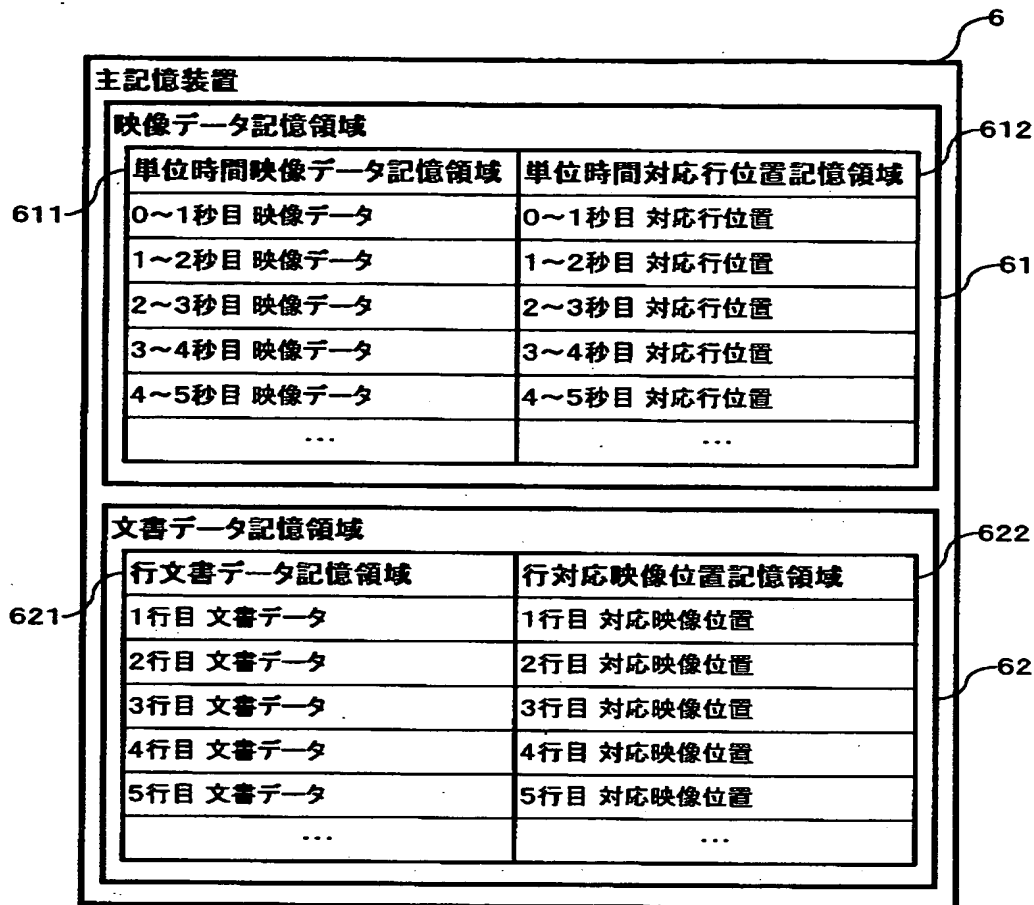 6
主記憶装置
映像データ記憶領域
612
単位時間映像データ記憶領域 単位時間対応行位置記憶領域
611
0～1秒目 映像データ 0～1秒目 対応行位置
1～2秒目 映像データ 1～2秒目 対応行位置
61
2～3秒目 映像データ 2～3秒目 対応行位置
3～4秒目 映像データ 3～4秒目 対応行位置
4～5秒目 映像データ 4～5秒目 対応行位置
... ...
文書データ記憶領域
622
行文書データ記憶領域 行対応映像位置記憶領域
621
1行目 文書データ 1行目 対応映像位置
2行目 文書データ 2行目 対応映像位置
62
3行目 文書データ 3行目 対応映像位置
4行目 文書データ 4行目 対応映像位置
5行目 文書データ 5行目 対応映像位置
... ...